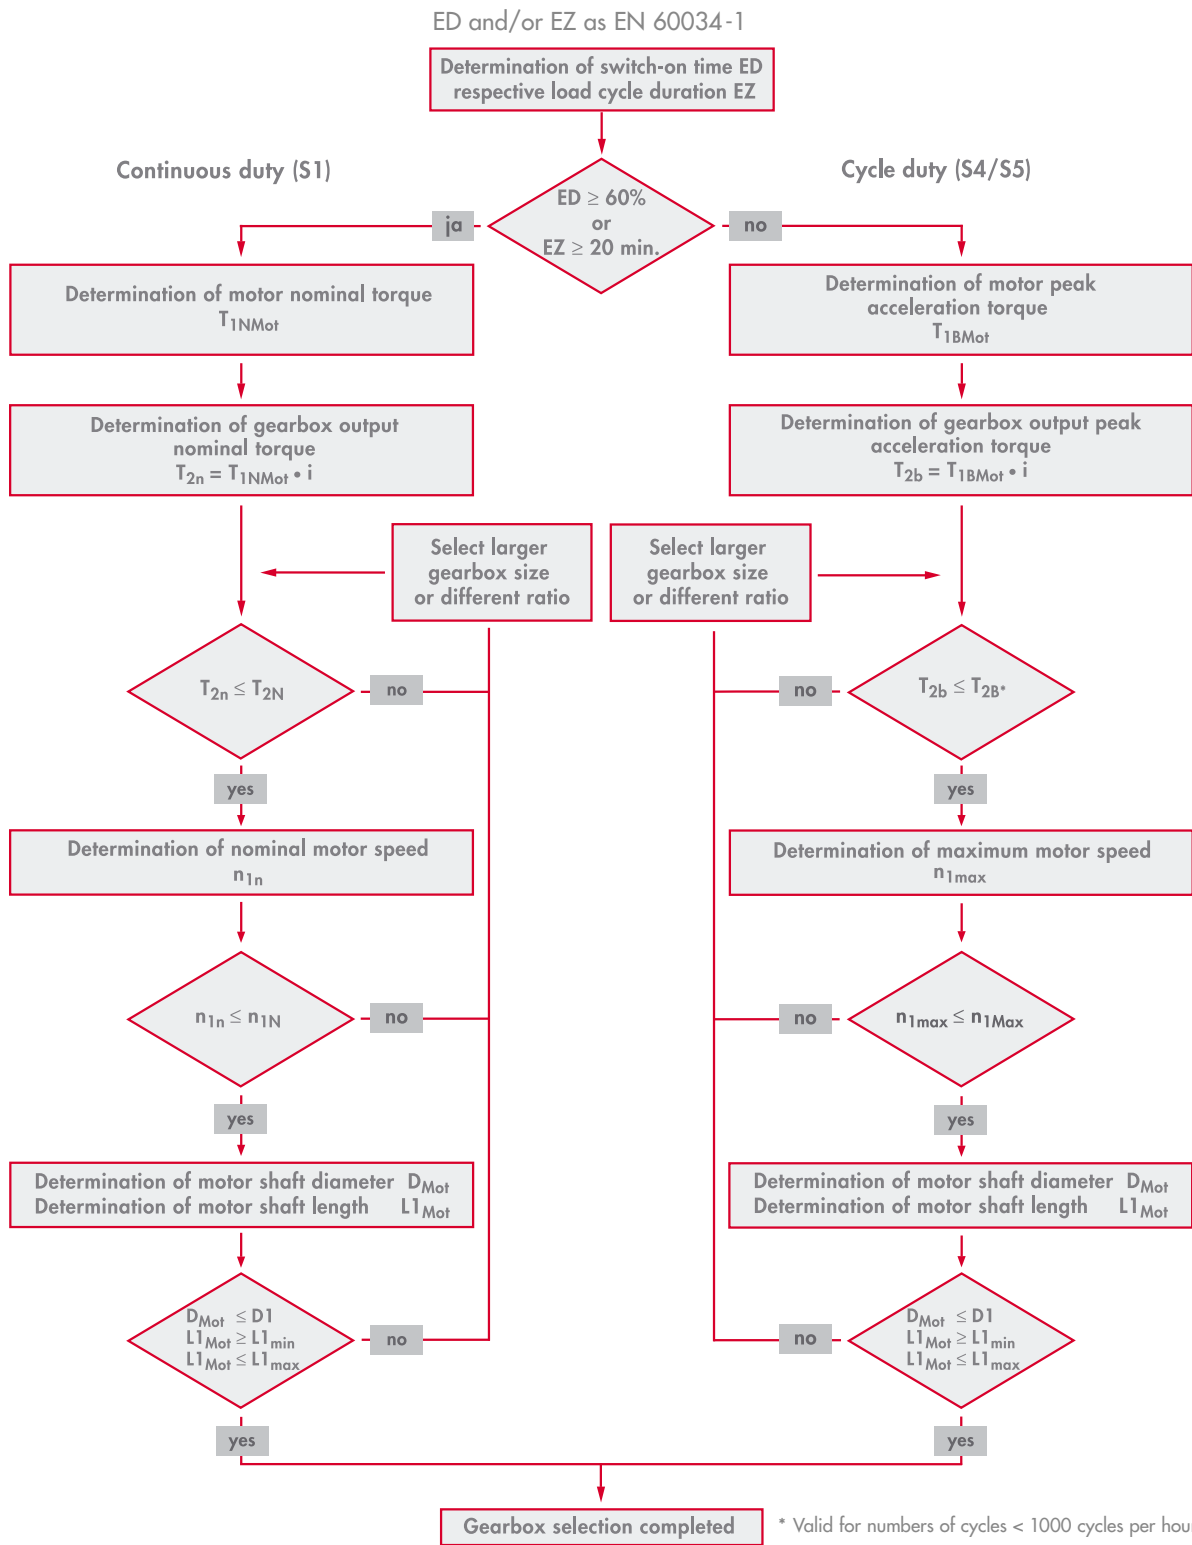 ED and/or EZ as EN 60034-1
Determination of switch-on time ED
respective load cycle duration EZ
Continuous duty (S1)
Cycle duty (S4/S5)
ED ≥ 60%
or
EZ ≥ 20 min.
ja
no
Determination of motor nominal torque
T1NMot
Determination of motor peak
acceleration torque
T1BMot
Determination of gearbox output
nominal torque
T2n = T1NMot • i
Determination of gearbox output peak
acceleration torque
T2b = T1BMot • i
Select larger
gearbox size
or different ratio
Select larger
gearbox size
or different ratio
T2n ≤ T2N
no
no
T2b ≤ T2B*
yes
yes
Determination of nominal motor speed
n1n
Determination of maximum motor speed
n1max
n1n ≤ n1N
no
no
n1max ≤ n1Max
yes
yes
Determination of motor shaft diameter DMot
Determination of motor shaft length L1Mot
Determination of motor shaft diameter DMot
Determination of motor shaft length L1Mot
DMot ≤ D1
L1Mot ≥ L1min
L1Mot ≤ L1max
no
no
DMot ≤ D1
L1Mot ≥ L1min
L1Mot ≤ L1max
yes
yes
Gearbox selection completed
* Valid for numbers of cycles < 1000 cycles per hour